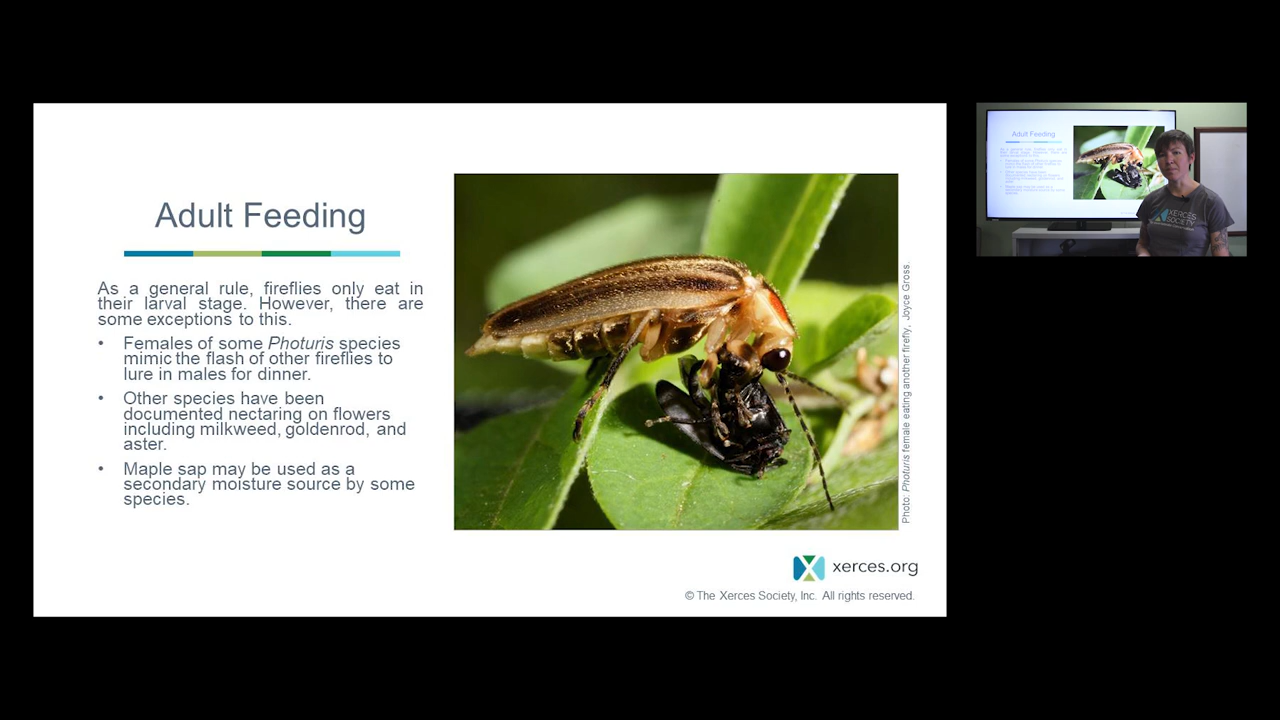 Adult Feeding
As a general rule, fireflies only eat in
their larval stage. However, there are
some exceptions to this.
• Females of some Photuris species
mimic the flash of other fireflies to
lure in males for dinner.
• Other species have been
documented nectaring on flowers
including milkweed, goldenrod, and
aster.
• Maple sap may be used as a
secondary moisture source by some
species.
Photo: Photuris female eating another firefly, Joyce Gross.
xerces.org
© The Xerces Society, Inc. All rights reserved.
Adult Feeding
XERCES
SOCIETY